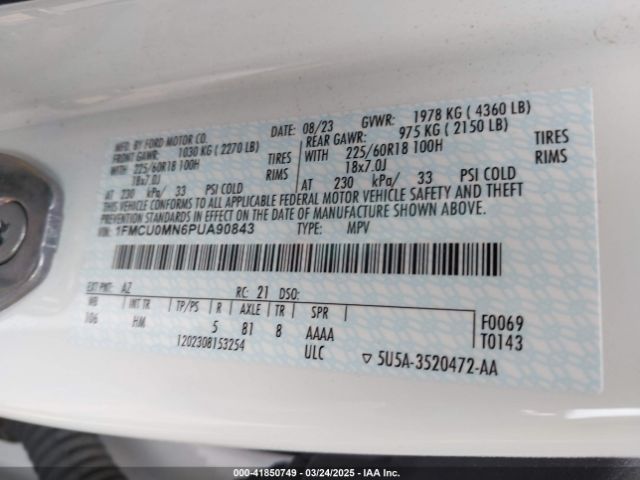 MFD. BY FORD MOTOR CO. DATE: 08/23 GVWR: 1978 KG ( 4360 LB)
FRONT GAWR: 1030 KG ( 2270 LB) REAR GAWR: 975 KG ( 2150 LB)
WITH 225/60R18 100H TIRES WITH 225/60R18 100H TIRES
18x7.0J RIMS 18x7.0J RIMS
AT 230 kPa/ 33 PSI COLD AT 230 kPa/ 33 PSI COLD
THIS VEHICLE CONFORMS TO ALL APPLICABLE FEDERAL MOTOR VEHICLE SAFETY AND THEFT
PREVENTION STANDARDS IN EFFECT ON THE DATE OF MANUFACTURE SHOWN ABOVE.
VIN: 1FMCU0MN6PUA90843 TYPE: MPV
EXT PNT: AZ RC: 21 DSO:
WB INT TR TP/PS R AXLE TR SPR
106 HM 5 81 8 AAAA F0069
1202308153254 ULC T0143
▽ 5U5A-3520472-AA
000-41850749 - 03/24/2025 - IAA Inc.